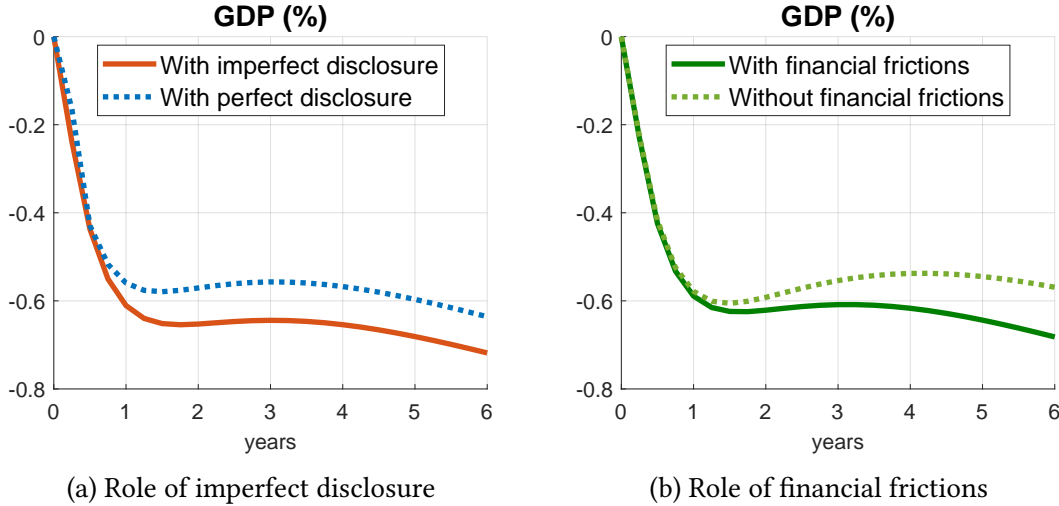 GDP (%)
With imperfect disclosure
With perfect disclosure
0
-0.2
-0.4
-0.6
-0.8
0 1 2 3 4 5 6
years
(a) Role of imperfect disclosure
GDP (%)
With financial frictions
Without financial frictions
0
-0.2
-0.4
-0.6
-0.8
0 1 2 3 4 5 6
years
(b) Role of financial frictions